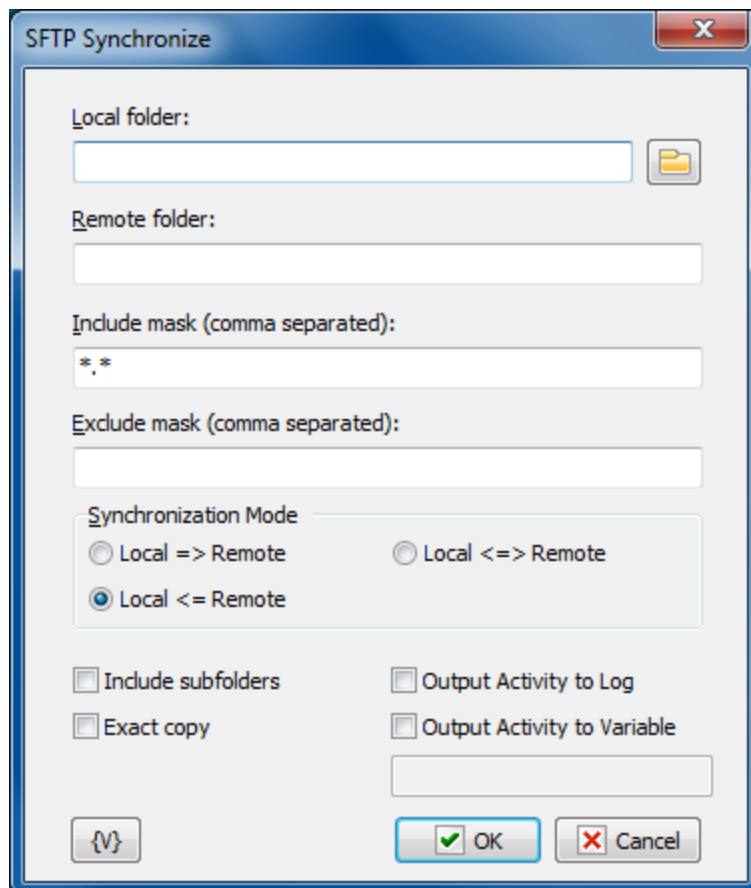 SFTP Synchronize
Local folder:
Remote folder:
Include mask (comma separated):
*.*
Exclude mask (comma separated):
Synchronization Mode
Local => Remote
Local <=> Remote
Local <= Remote
Include subfolders
Output Activity to Log
Exact copy
Output Activity to Variable
{V}
OK
Cancel